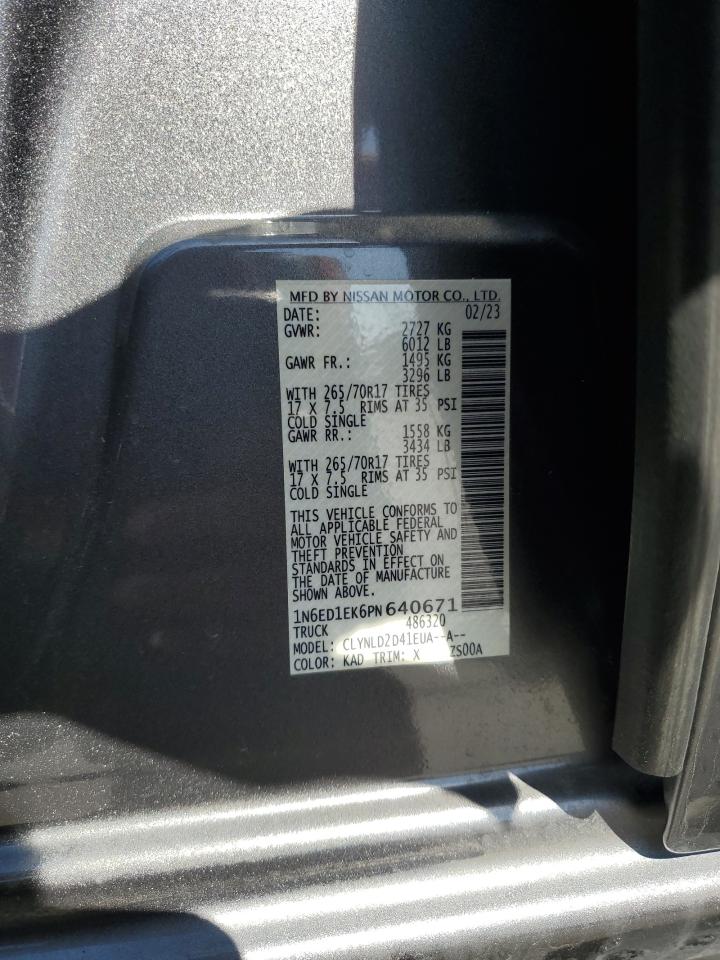 MFD BY NISSAN MOTOR CO., LTD.
DATE: 02/23
GVWR: 2727 KG
6012 LB
GAWR FR.: 1495 KG
3296 LB
WITH 265/70R17 TIRES
17 X 7.5 RIMS AT 35 PSI
COLD SINGLE
GAWR RR.: 1558 KG
3434 LB
WITH 265/70R17 TIRES
17 X 7.5 RIMS AT 35 PSI
COLD SINGLE
THIS VEHICLE CONFORMS TO
ALL APPLICABLE FEDERAL
MOTOR VEHICLE SAFETY AND
THEFT PREVENTION
STANDARDS IN EFFECT ON
THE DATE OF MANUFACTURE
SHOWN ABOVE.
1N6ED1EK6PN 640671
TRUCK 486320
MODEL: CLYNLD2D41EUA--A--
COLOR: KAD TRIM: X ZS00A